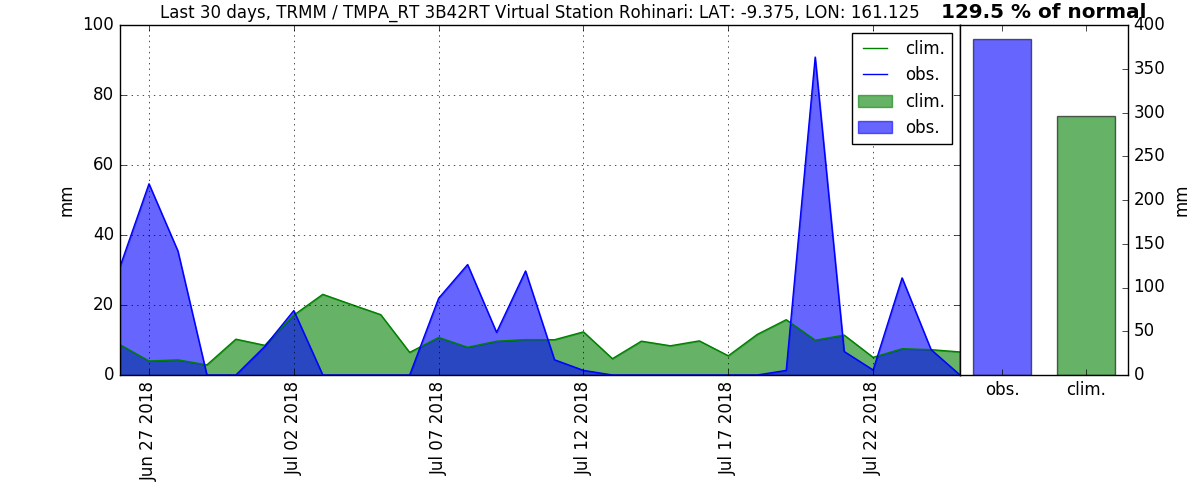 Last 30 days, TRMM / TMPA_RT 3B42RT Virtual Station Rohinari: LAT: -9.375, LON: 161.125
129.5 % of normal
100
80
60
40
20
0
mm
clim.
obs.
clim.
obs.
400
350
300
250
200
150
100
50
0
mm
Jun 27 2018
Jul 02 2018
Jul 07 2018
Jul 12 2018
Jul 17 2018
Jul 22 2018
obs.
clim.